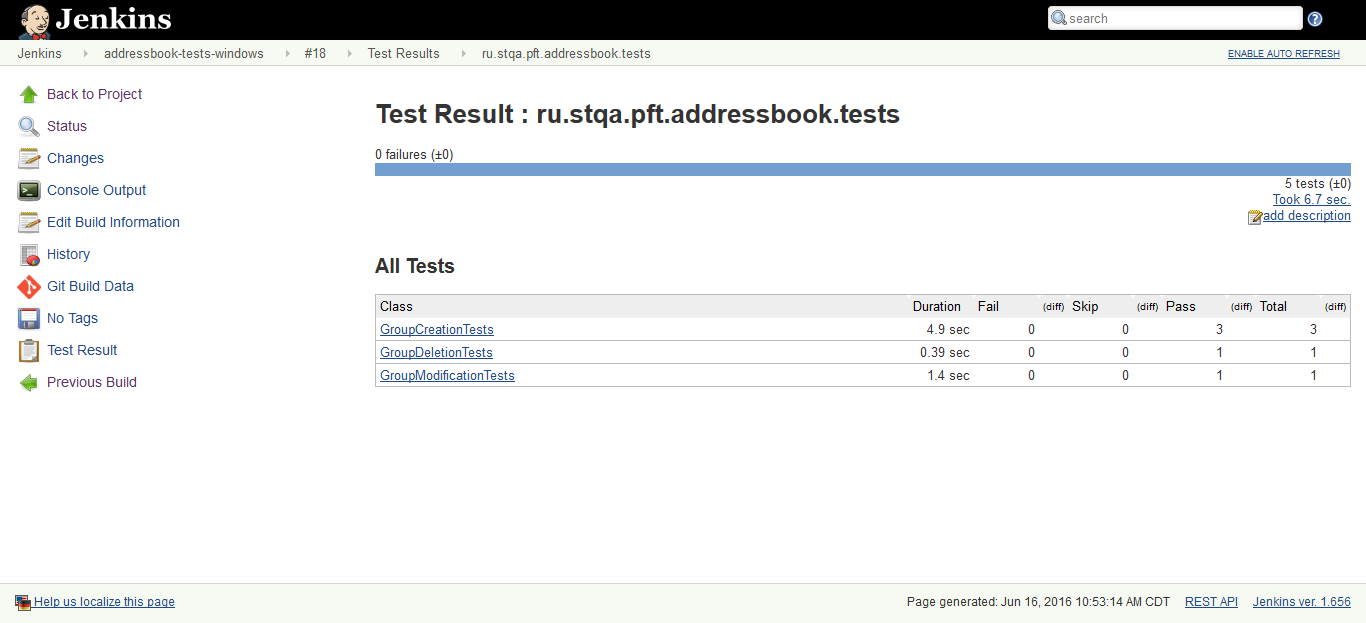 Jenkins
search
Jenkins addressbook-tests-windows #18 Test Results ru.stqa.pft.addressbook.tests ENABLE AUTO REFRESH
Back to Project
Status
Changes
Console Output
Edit Build Information
History
Git Build Data
No Tags
Test Result
Previous Build
Test Result : ru.stqa.pft.addressbook.tests
0 failures (±0)
5 tests (±0)
Took 6.7 sec.
add description
All Tests
Class Duration Fail (diff) Skip (diff) Pass (diff) Total (diff)
GroupCreationTests 4.9 sec 0 0 3 3
GroupDeletionTests 0.39 sec 0 0 1 1
GroupModificationTests 1.4 sec 0 0 1 1
Help us localize this page Page generated: Jun 16, 2016 10:53:14 AM CDT REST API Jenkins ver. 1.656